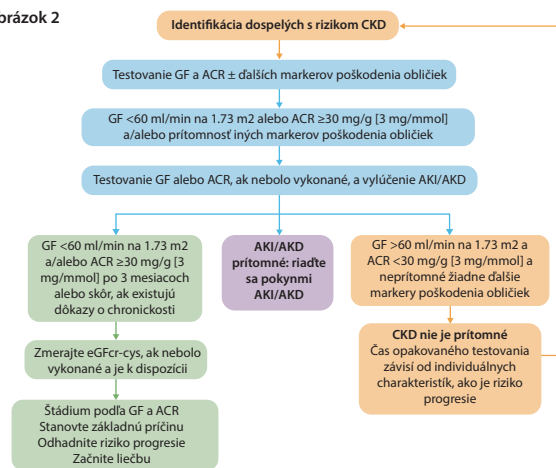 brázok 2
Identifikácia dospelých s rizikom CKD
Testovanie GF a ACR ± ďalších markerov poškodenia obličiek
GF <60 ml/min na 1.73 m2 alebo ACR ≥30 mg/g [3 mg/mmol]
a/alebo prítomnosť iných markerov poškodenia obličiek
Testovanie GF alebo ACR, ak nebolo vykonané, a vylúčenie AKI/AKD
GF <60 ml/min na 1.73 m2
a/alebo ACR ≥30 mg/g [3
mg/mmol] po 3 mesiacoch
alebo skôr, ak existujú
dôkazy o chronickosti
Zmerajte eGFcr-cys, ak nebolo
vykonané a je k dispozícii
Štádium podľa GF a ACR
Stanovte základnú príčinu
Odhadnite riziko progresie
Začnite liečbu
AKI/AKD
prítomné: riaďte
sa pokynmi
AKI/AKD
GF >60 ml/min na 1.73 m2 a
ACR <30 mg/g [3 mg/mmol] a
neprítomné žiadne ďalšie
markery poškodenia obličiek
CKD nie je prítomné
Čas opakovaného testovania
závisí od individuálnych
charakteristík, ako je riziko
progresie